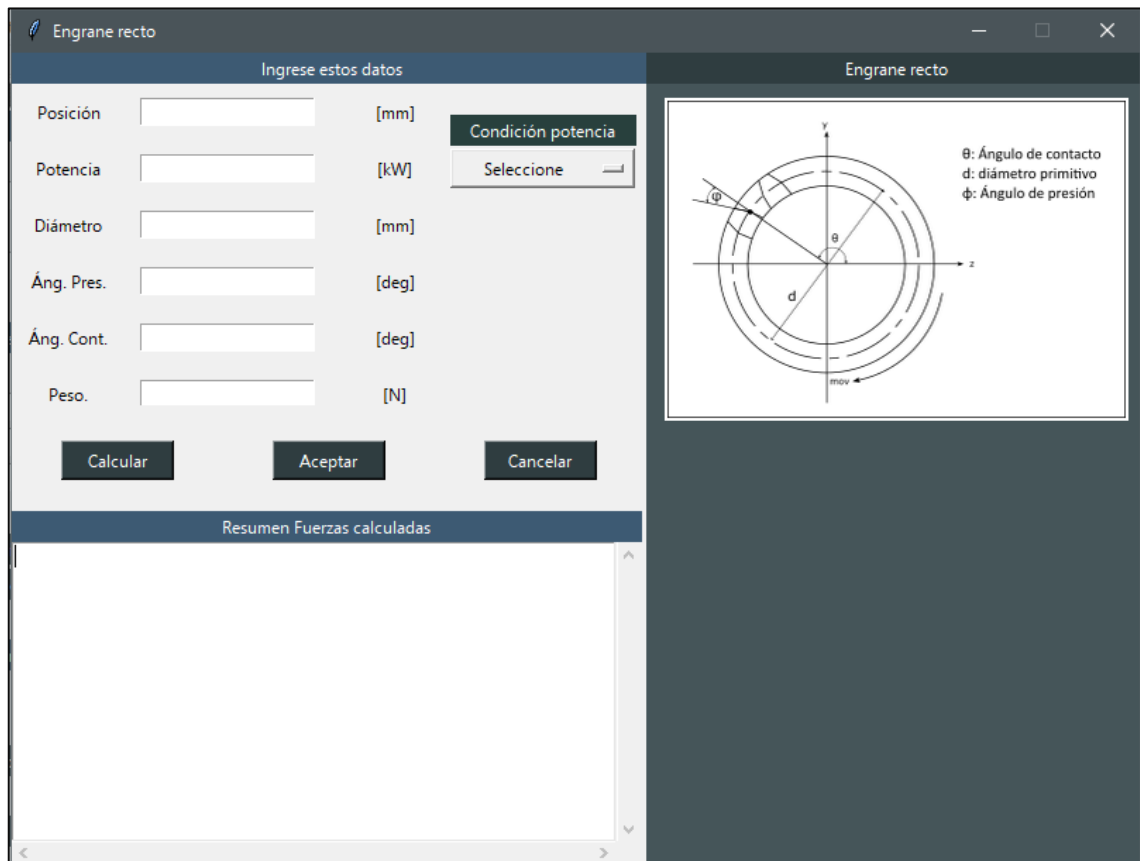 Engrane recto
Ingrese estos datos
Engrane recto
Posición [mm]
Condición potencia
Potencia [kW] Seleccione
Diámetro [mm]
Áng. Pres. [deg]
Áng. Cont. [deg]
Peso. [N]
Calcular Aceptar Cancelar
Resumen Fuerzas calculadas
Y
θ: Ángulo de contacto
d: diámetro primitivo
ϕ: Ángulo de presión
φ
θ
z
d
mov